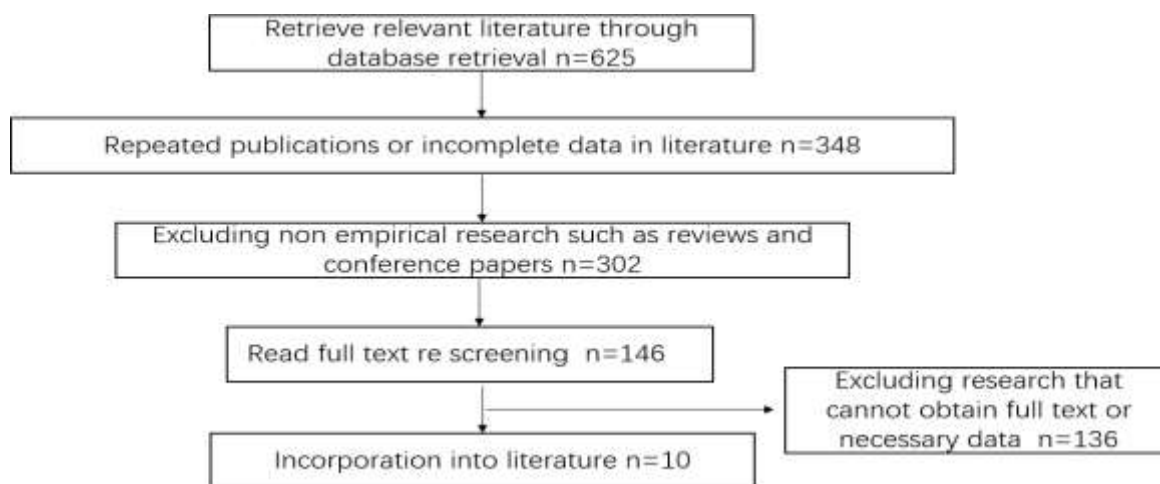 Retrieve relevant literature through
database retrieval n=625
Repeated publications or incomplete data in literature n=348
Excluding non empirical research such as reviews and
conference papers n=302
Read full text re screening n=146
Excluding research that
cannot obtain full text or
necessary data n=136
Incorporation into literature n=10